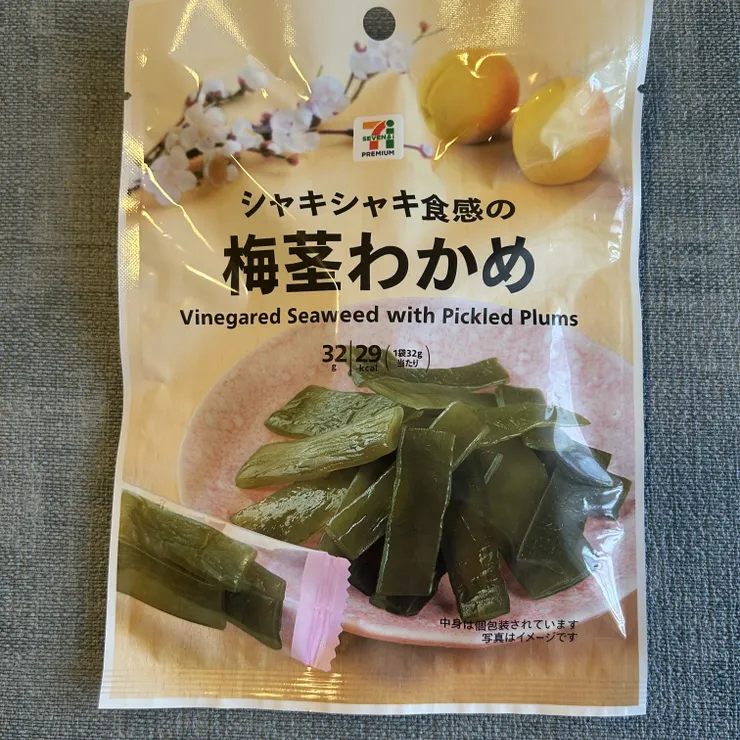 7i
SEVEN&i
PREMIUM
シャキシャキ食感の
梅茎わかめ
Vinegared Seaweed with Pickled Plums
32g 29kcal (1袋32g当たり)
中身は個包装されています
写真はイメージです